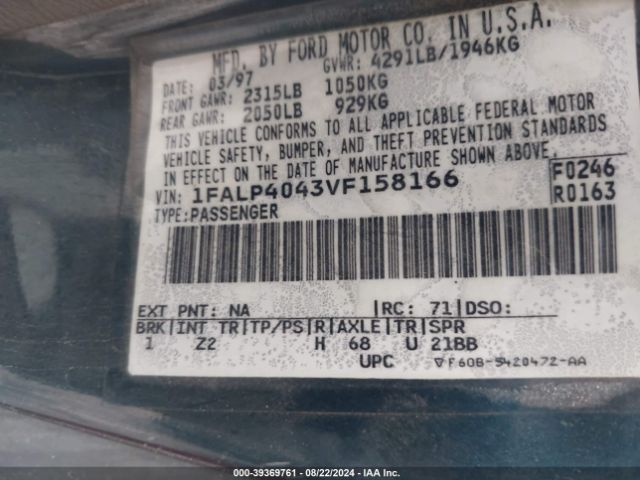 MFD. BY FORD MOTOR CO. IN U.S.A.
DATE: 03/97 GVWR: 4291LB/1946KG
FRONT GAWR: 2315LB 1050KG
REAR GAWR: 2050LB 929KG
THIS VEHICLE CONFORMS TO ALL APPLICABLE FEDERAL MOTOR
VEHICLE SAFETY, BUMPER, AND THEFT PREVENTION STANDARDS
IN EFFECT ON THE DATE OF MANUFACTURE SHOWN ABOVE.
VIN: 1FALP4043VF158166 F0246
TYPE: PASSENGER R0163
EXT PNT: NA RC: 71 DSO:
BRK INT TR TP/PS R AXLE TR SPR
1 Z2 H 68 U 21BB
UPC F60B-5420472-AA
000-39369761 - 08/22/2024 - IAA Inc.